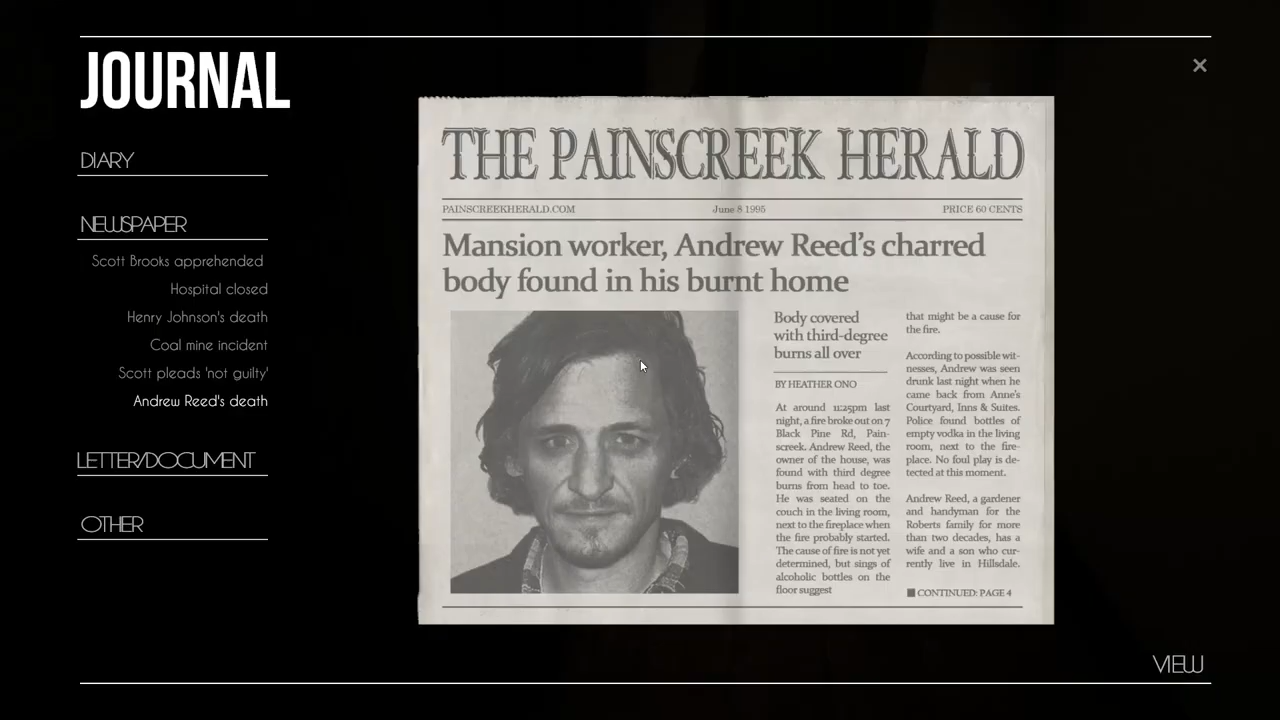 JOURNAL
×
DIARY
NEWSPAPER
Scott Brooks apprehended
Hospital closed
Henry Johnson's death
Coal mine incident
Scott pleads 'not guilty'
Andrew Reed's death
LETTER/DOCUMENT
OTHER
THE PAINSCREEK HERALD
PAINSCREEKHERALD.COM June 8 1995 PRICE 60 CENTS
Mansion worker, Andrew Reed's charred
body found in his burnt home
Body covered
with third-degree
burns all over
BY HEATHER ONO
At around 11:25pm last
night, a fire broke out on 7
Black Pine Rd, Pain-
screek. Andrew Reed, the
owner of the house, was
found with third degree
burns from head to toe.
He was seated on the
couch in the living room,
next to the fireplace when
the fire probably started.
The cause of fire is not yet
determined, but sings of
alcoholic bottles on the
floor suggest
that might be a cause for
the fire.
According to possible wit-
nesses, Andrew was seen
drunk last night when he
came back from Anne's
Courtyard, Inns & Suites.
Police found bottles of
empty vodka in the living
room, next to the fire-
place. No foul play is de-
tected at this moment.
Andrew Reed, a gardener
and handyman for the
Roberts family for more
than two decades, has a
wife and a son who cur-
rently live in Hillsdale.
CONTINUED: PAGE 4
VIEW